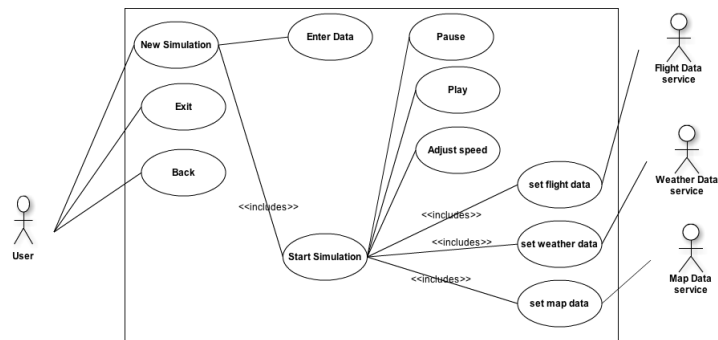 New Simulation
Enter Data
Pause
Flight Data
service
Play
Exit
Adjust speed
Back
Weather Data
service
set flight data
<<includes>>
<<includes>>
User
Start Simulation
<<includes>>
set weather data
Map Data
service
<<includes>>
set map data